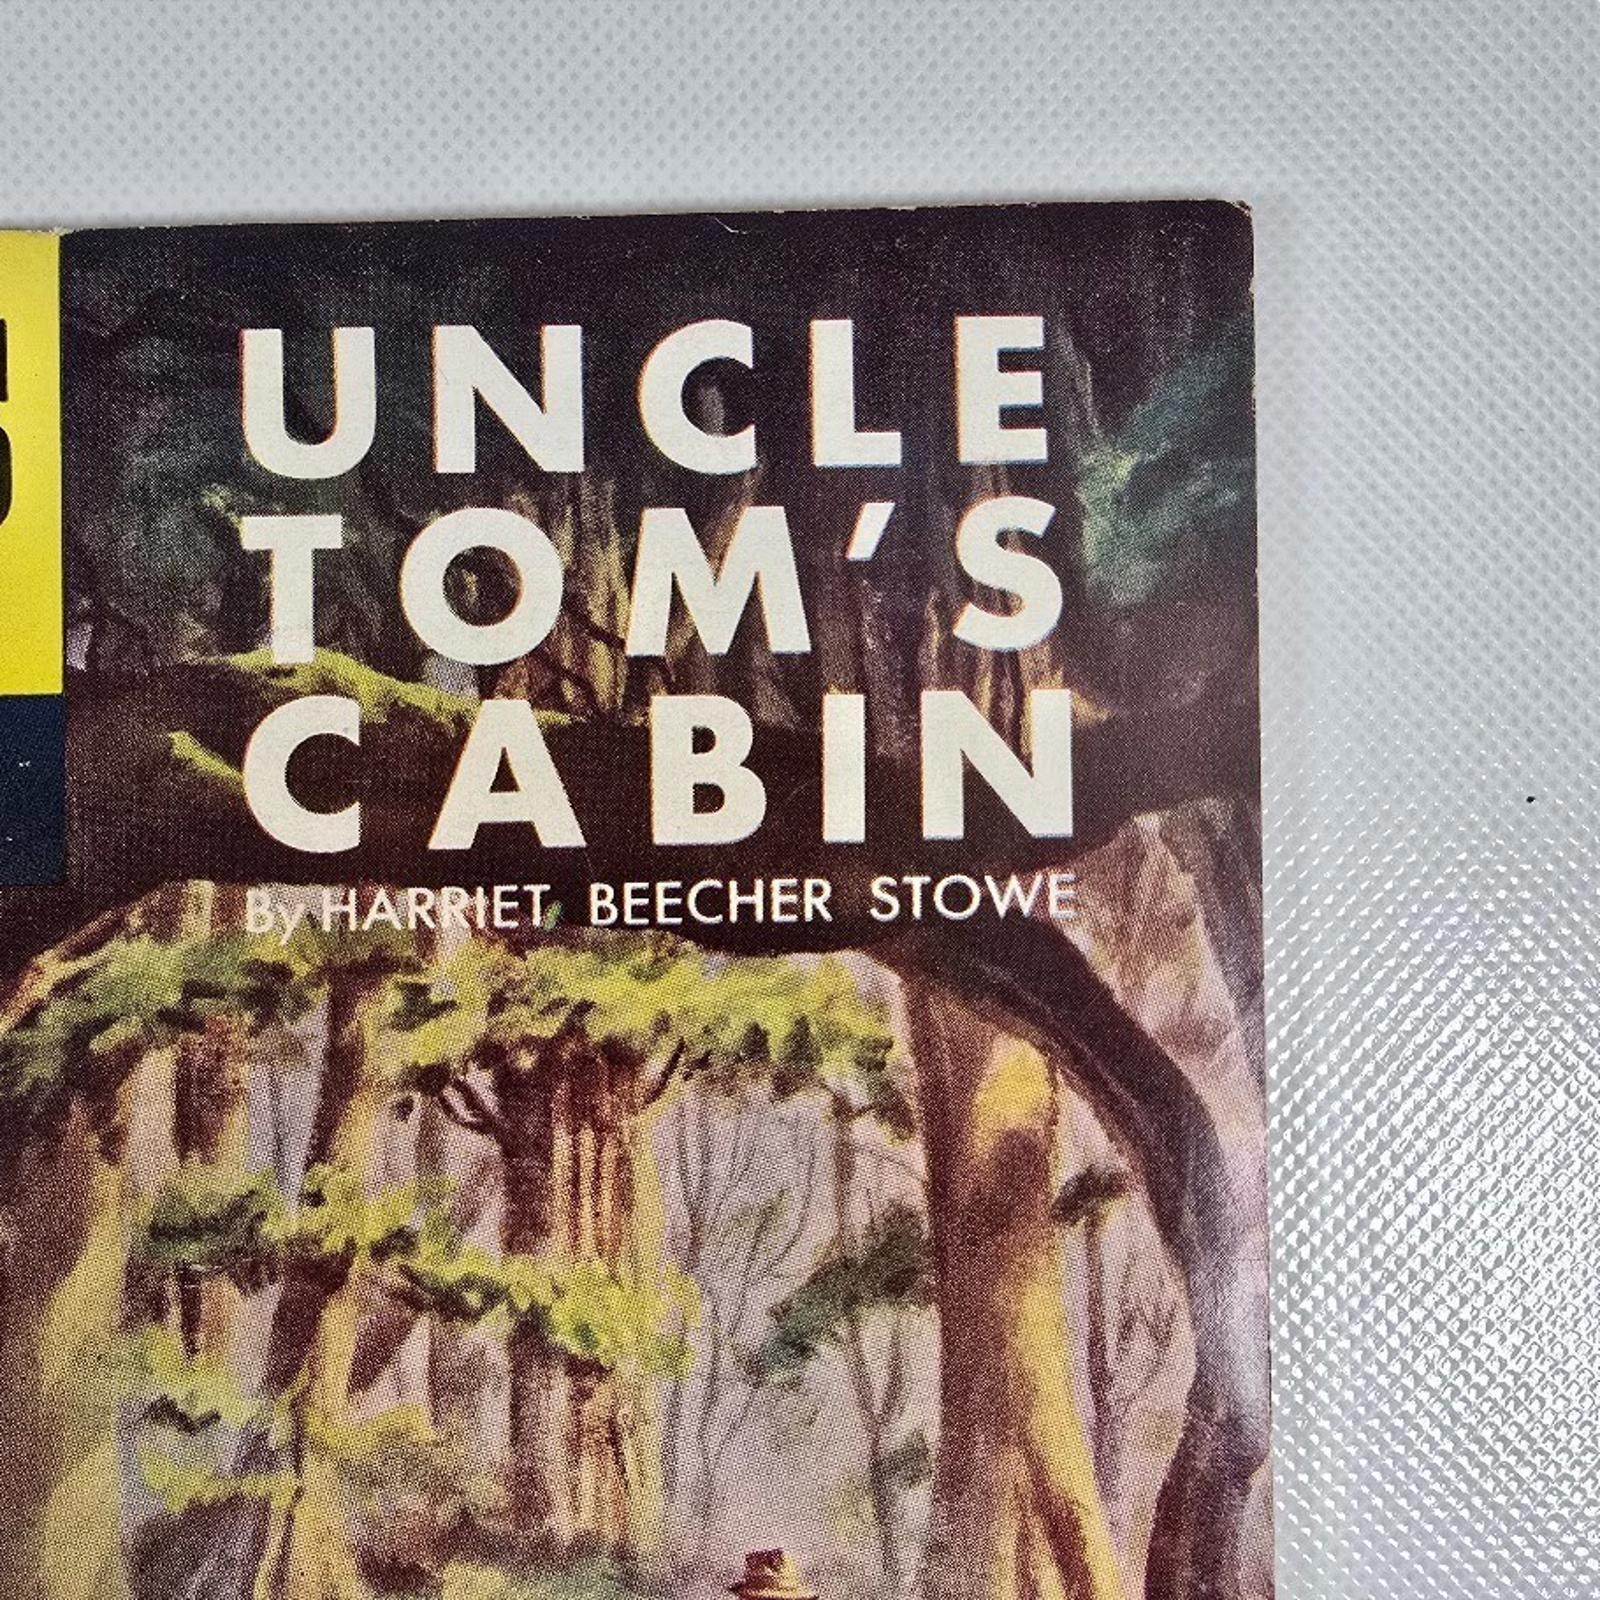 UNCLE
TOM'S
CABIN
By HARRIET BEECHER STOWE